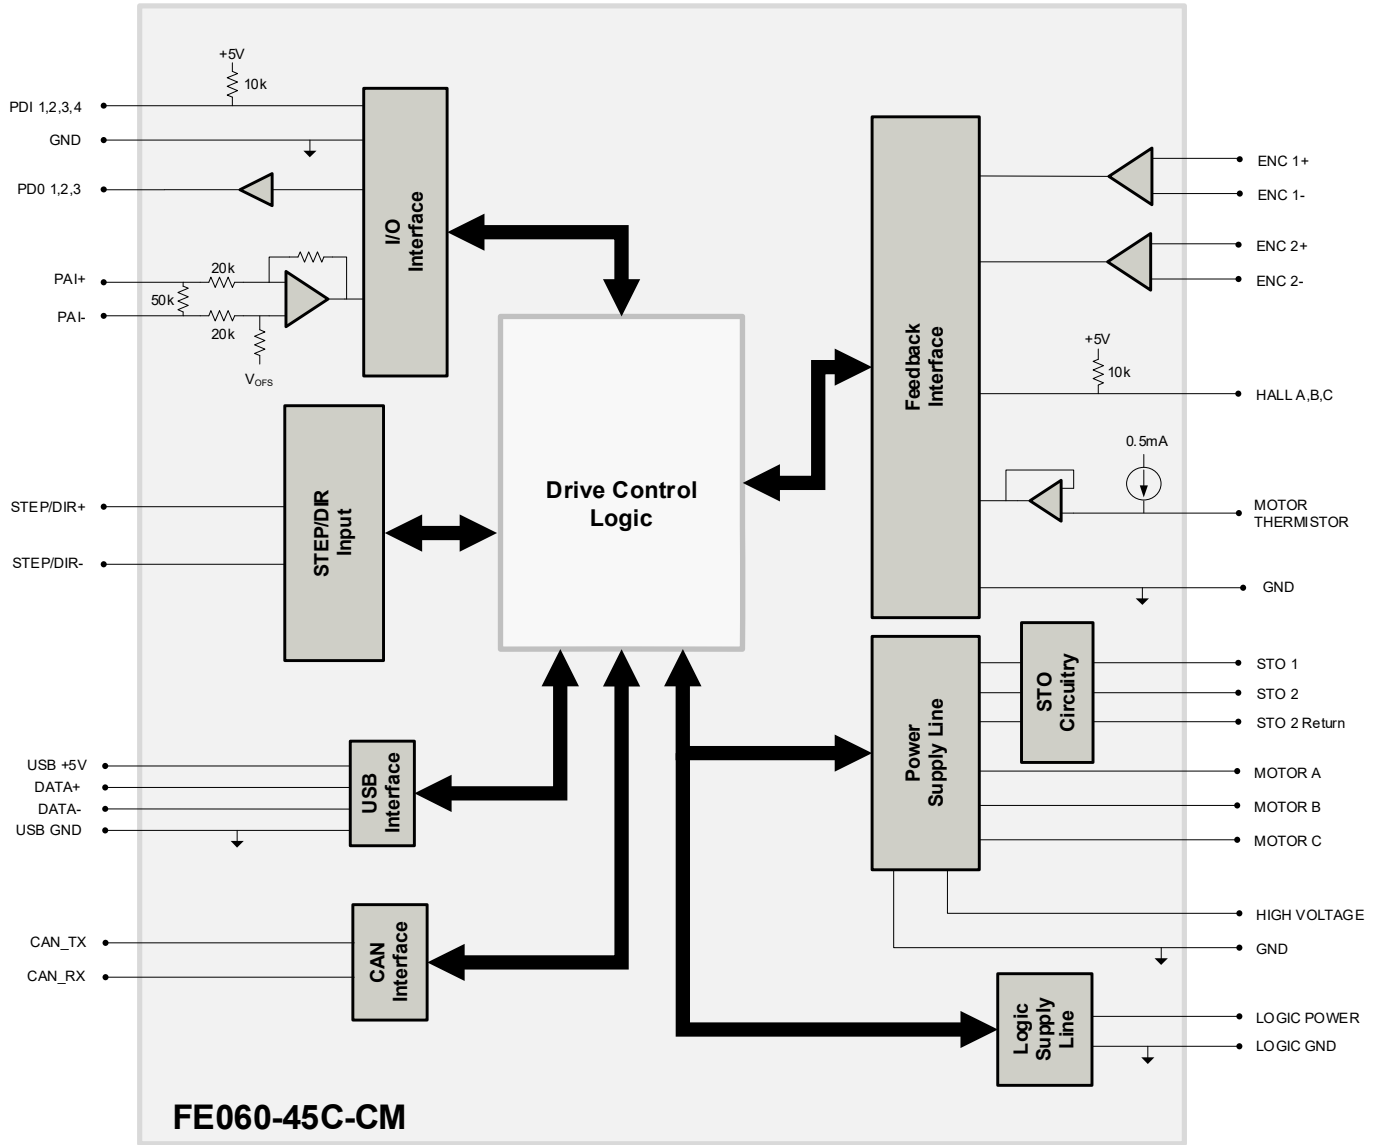 +5V
10k
PDI 1,2,3,4
GND
PD0 1,2,3
PAI+
20k
50k
PAI-
20k
VOFS
I/O
Interface
STEP/DIR+
STEP/DIR-
STEP/DIR
Input
Drive Control
Logic
Feedback
Interface
ENC 1+
ENC 1-
ENC 2+
ENC 2-
+5V
10k
HALL A,B,C
0.5mA
MOTOR
THERMISTOR
GND
Power
Supply Line
STO
Circuitry
STO 1
STO 2
STO 2 Return
MOTOR A
MOTOR B
MOTOR C
HIGH VOLTAGE
GND
USB +5V
DATA+
DATA-
USB GND
USB
Interface
CAN_TX
CAN_RX
CAN
Interface
Logic
Supply
Line
LOGIC POWER
LOGIC GND
FE060-45C-CM